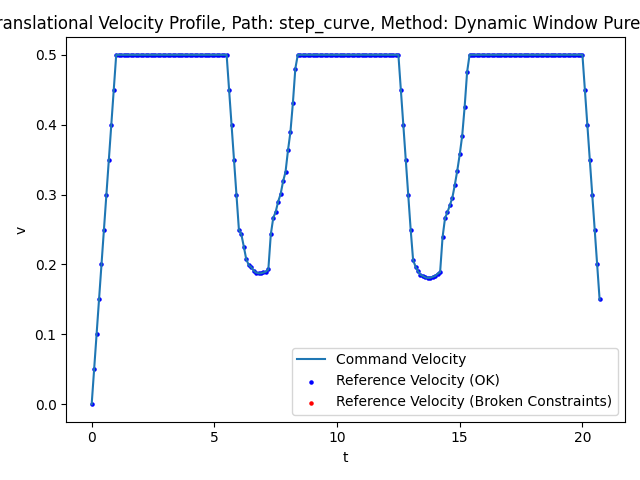 ranslational Velocity Profile, Path: step_curve, Method: Dynamic Window Pure
0.5
0.4
0.3
v
0.2
0.1
0.0
Command Velocity
Reference Velocity (OK)
Reference Velocity (Broken Constraints)
0 5 10 15 20
t